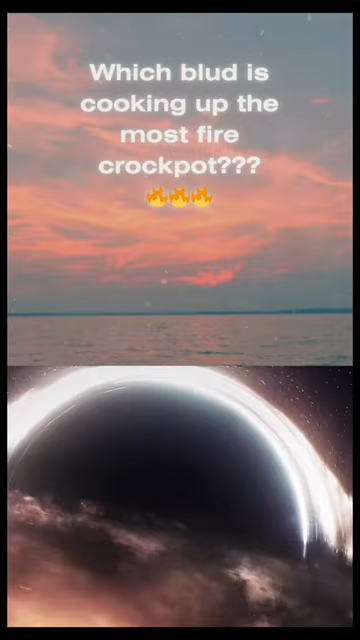 Which blud is
cooking up the
most fire
crockpot???
🔥🔥🔥